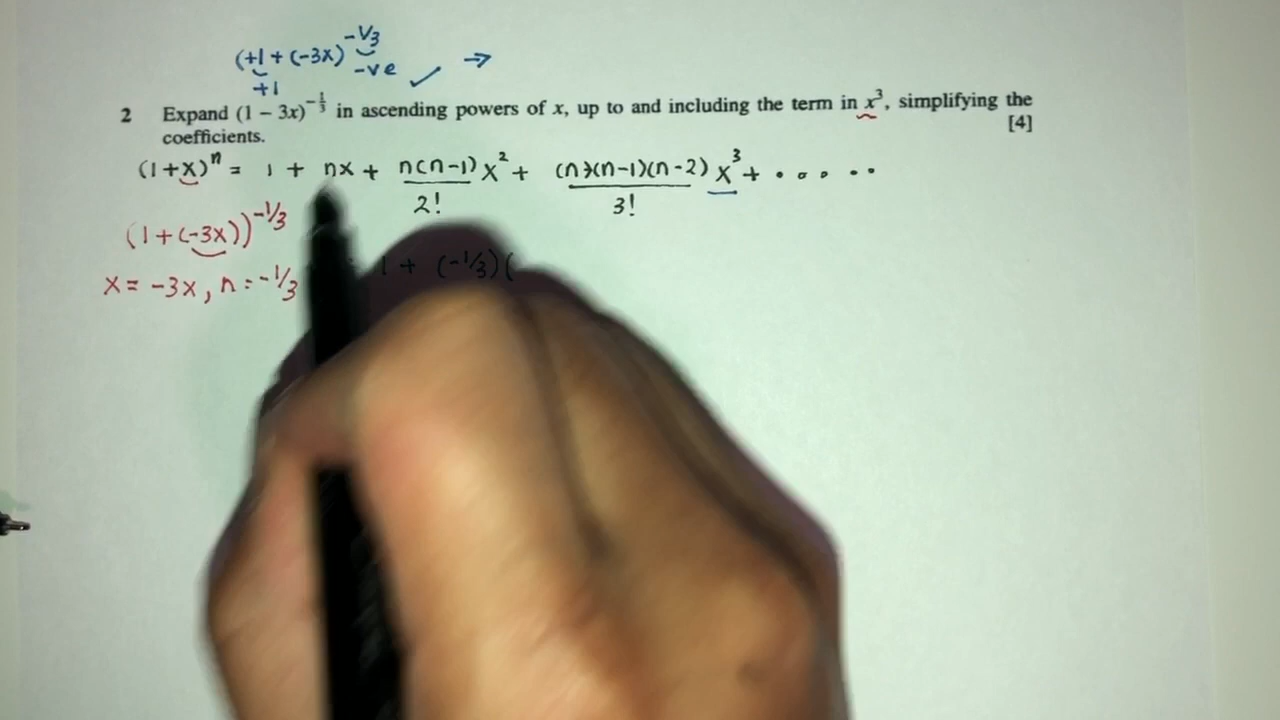 (+1 + (-3x)^-1/3 →
+1 -ve ✓
2 Expand (1 − 3x)^−1/3 in ascending powers of x, up to and including the term in x³, simplifying the
coefficients. [4]
(1+x)^n = 1 + nx + n(n-1)/2! x² + (n)(n-1)(n-2)/3! x³ + . . . . .
(1+(-3x))^-1/3
1 + (-1/3)(
x = -3x, n = -1/3